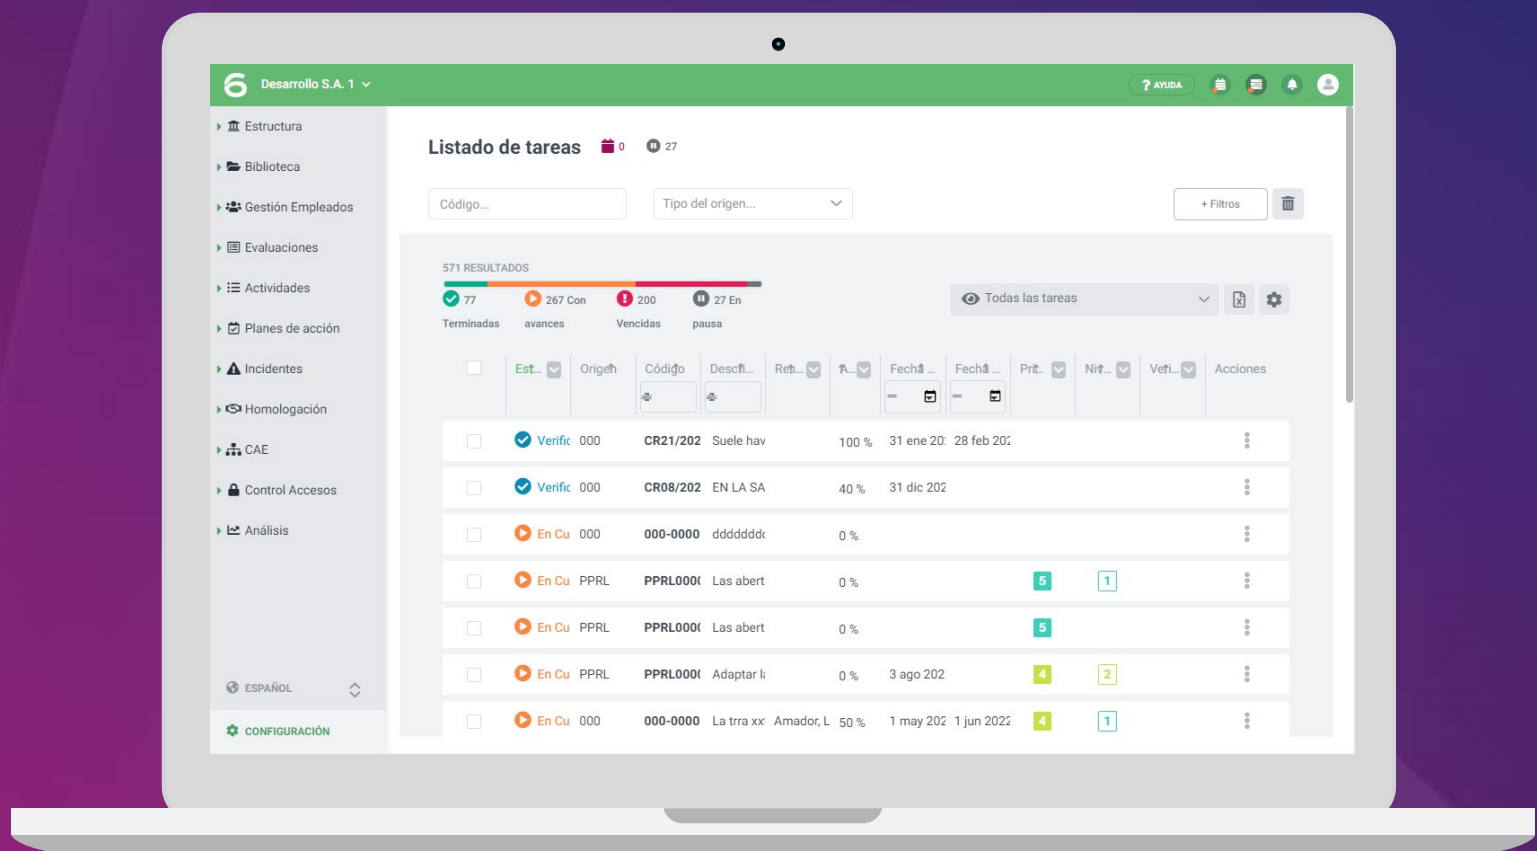 Desarrollo S.A. 1
? AYUDA
Estructura
Biblioteca
Gestión Empleados
Evaluaciones
Actividades
Planes de acción
Incidentes
Homologación
CAE
Control Accesos
Análisis
ESPAÑOL
CONFIGURACIÓN
Listado de tareas 0 27
Código... Tipo del origen... + Filtros
571 RESULTADOS
77 Terminadas
267 Con avances
200 Vencidas
27 En pausa
Todas las tareas
Est... Origen Código Descri... Res... A... Fecha ... Fecha ... Pri... Niv... Veri... Acciones
Verific 000 CR21/202 Suele hav 100 % 31 ene 20 28 feb 202
Verific 000 CR08/202 EN LA SA 40 % 31 dic 202
En Cu 000 000-0000 ddddddd 0 %
En Cu PPRL PPRL000 Las abert 0 % 5 1
En Cu PPRL PPRL000 Las abert 0 % 5
En Cu PPRL PPRL000 Adaptar l 0 % 3 ago 202 4 2
En Cu 000 000-0000 La trra xx Amador, L 50 % 1 may 202 1 jun 2022 4 1